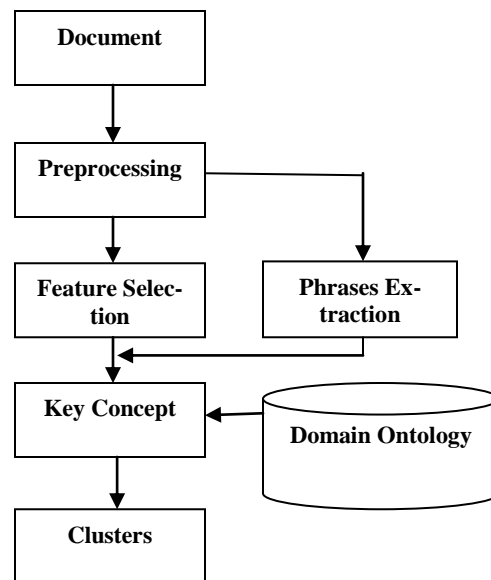 Document
Preprocessing
Feature Selec-
tion
Phrases Ex-
traction
Key Concept
Domain Ontology
Clusters